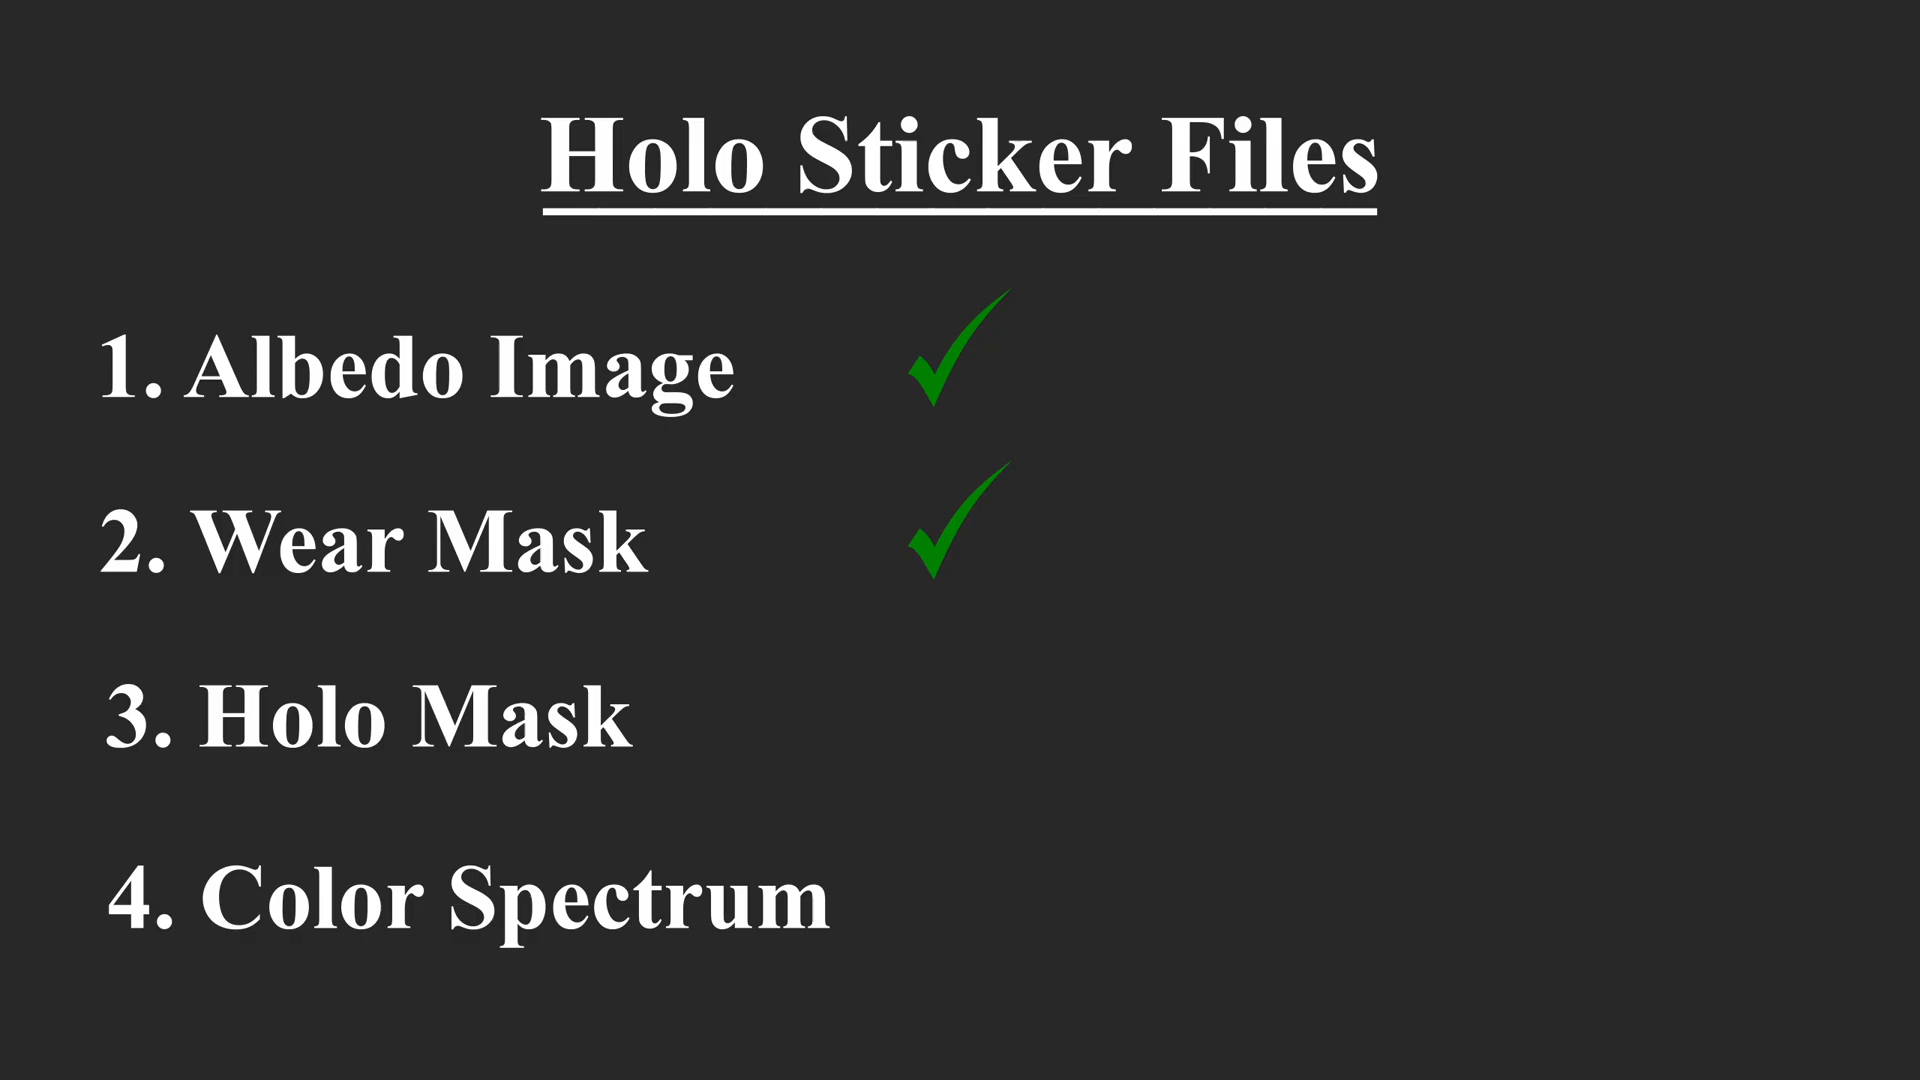 Holo Sticker Files
1. Albedo Image
2. Wear Mask
3. Holo Mask
4. Color Spectrum